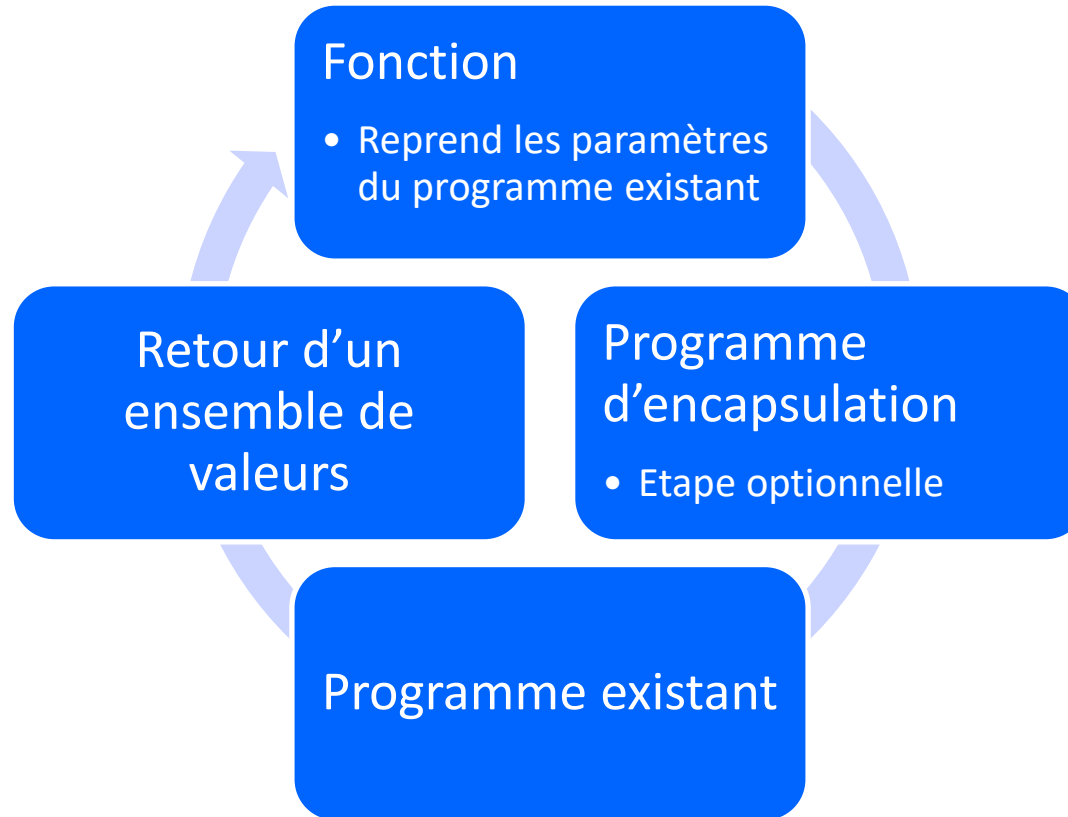 Fonction
• Reprend les paramètres
du programme existant
Programme
d’encapsulation
• Etape optionnelle
Programme existant
Retour d’un
ensemble de
valeurs